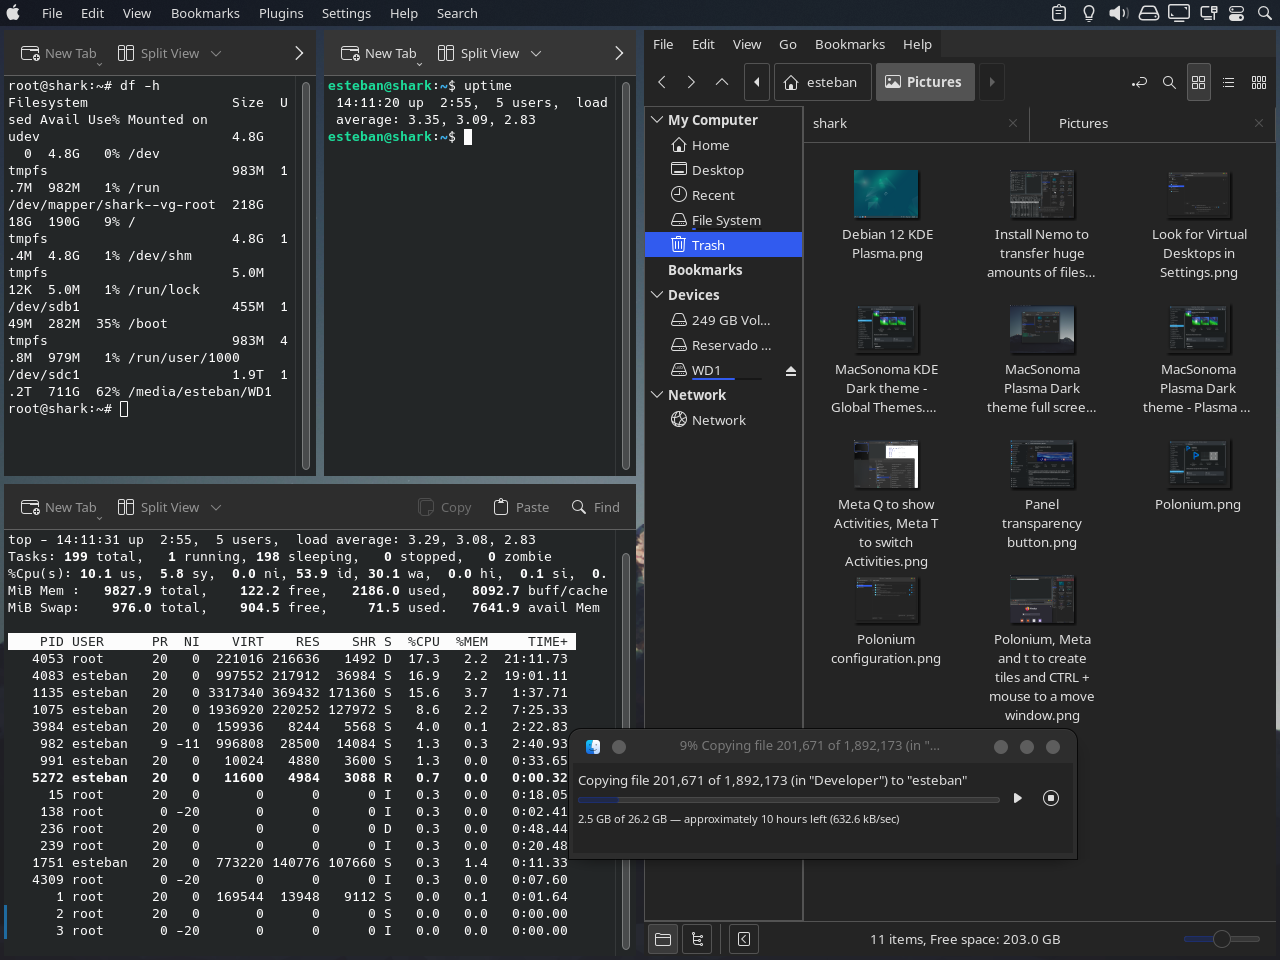 File Edit View Bookmarks Plugins Settings Help Search
New Tab Split View
root@shark:~# df -h
Filesystem Size U
sed Avail Use% Mounted on
udev 4.8G
0 4.8G 0% /dev
tmpfs 983M 1
.7M 982M 1% /run
/dev/mapper/shark--vg-root 218G
18G 190G 9% /
tmpfs 4.8G 1
.4M 4.8G 1% /dev/shm
tmpfs 5.0M
12K 5.0M 1% /run/lock
/dev/sdb1 455M 1
49M 282M 35% /boot
tmpfs 983M 4
.8M 979M 1% /run/user/1000
/dev/sdc1 1.9T 1
.2T 711G 62% /media/esteban/WD1
root@shark:~#
New Tab Split View
esteban@shark:~$ uptime
14:11:20 up 2:55, 5 users, load
average: 3.35, 3.09, 2.83
esteban@shark:~$
New Tab Split View Copy Paste Find
top - 14:11:31 up 2:55, 5 users, load average: 3.29, 3.08, 2.83
Tasks: 199 total, 1 running, 198 sleeping, 0 stopped, 0 zombie
%Cpu(s): 10.1 us, 5.8 sy, 0.0 ni, 53.9 id, 30.1 wa, 0.0 hi, 0.1 si, 0.
MiB Mem : 9827.9 total, 122.2 free, 2186.0 used, 8092.7 buff/cache
MiB Swap: 976.0 total, 904.5 free, 71.5 used. 7641.9 avail Mem
PID USER PR NI VIRT RES SHR S %CPU %MEM TIME+
4053 root 20 0 221016 216636 1492 D 17.3 2.2 21:11.73
4083 esteban 20 0 997552 217912 36984 S 16.9 2.2 19:01.11
1135 esteban 20 0 3317340 369432 171360 S 15.6 3.7 1:37.71
1075 esteban 20 0 1936920 220252 127972 S 8.6 2.2 7:25.33
3984 esteban 20 0 159936 8244 5568 S 4.0 0.1 2:22.83
982 esteban 9 -11 996808 28500 14084 S 1.3 0.3 2:40.93
991 esteban 20 0 10024 4880 3600 S 1.3 0.0 0:33.65
5272 esteban 20 0 11600 4984 3088 R 0.7 0.0 0:00.32
15 root 20 0 0 0 0 I 0.3 0.0 0:18.05
138 root 0 -20 0 0 0 I 0.3 0.0 0:02.41
236 root 20 0 0 0 0 D 0.3 0.0 0:48.44
239 root 20 0 0 0 0 I 0.3 0.0 0:20.48
1751 esteban 20 0 773220 140776 107660 S 0.3 1.4 0:11.33
4309 root 0 -20 0 0 0 I 0.3 0.0 0:07.60
1 root 20 0 169544 13948 9112 S 0.0 0.1 0:01.64
2 root 20 0 0 0 0 S 0.0 0.0 0:00.00
3 root 0 -20 0 0 0 I 0.0 0.0 0:00.00
File Edit View Go Bookmarks Help
esteban Pictures
My Computer
Home
Desktop
Recent
File System
Trash
Bookmarks
Devices
249 GB Vol...
Reservado ...
WD1
Network
Network
shark Pictures
Debian 12 KDE
Plasma.png
Install Nemo to
transfer huge
amounts of files...
Look for Virtual
Desktops in
Settings.png
MacSonoma KDE
Dark theme -
Global Themes....
MacSonoma
Plasma Dark
theme full scree...
MacSonoma
Plasma Dark
theme - Plasma ...
Meta Q to show
Activities, Meta T
to switch
Activities.png
Panel
transparency
button.png
Polonium.png
Polonium
configuration.png
Polonium, Meta
and t to create
tiles and CTRL +
mouse to a move
window.png
9% Copying file 201,671 of 1,892,173 (in "...
Copying file 201,671 of 1,892,173 (in "Developer") to "esteban"
2.5 GB of 26.2 GB — approximately 10 hours left (632.6 kB/sec)
11 items, Free space: 203.0 GB